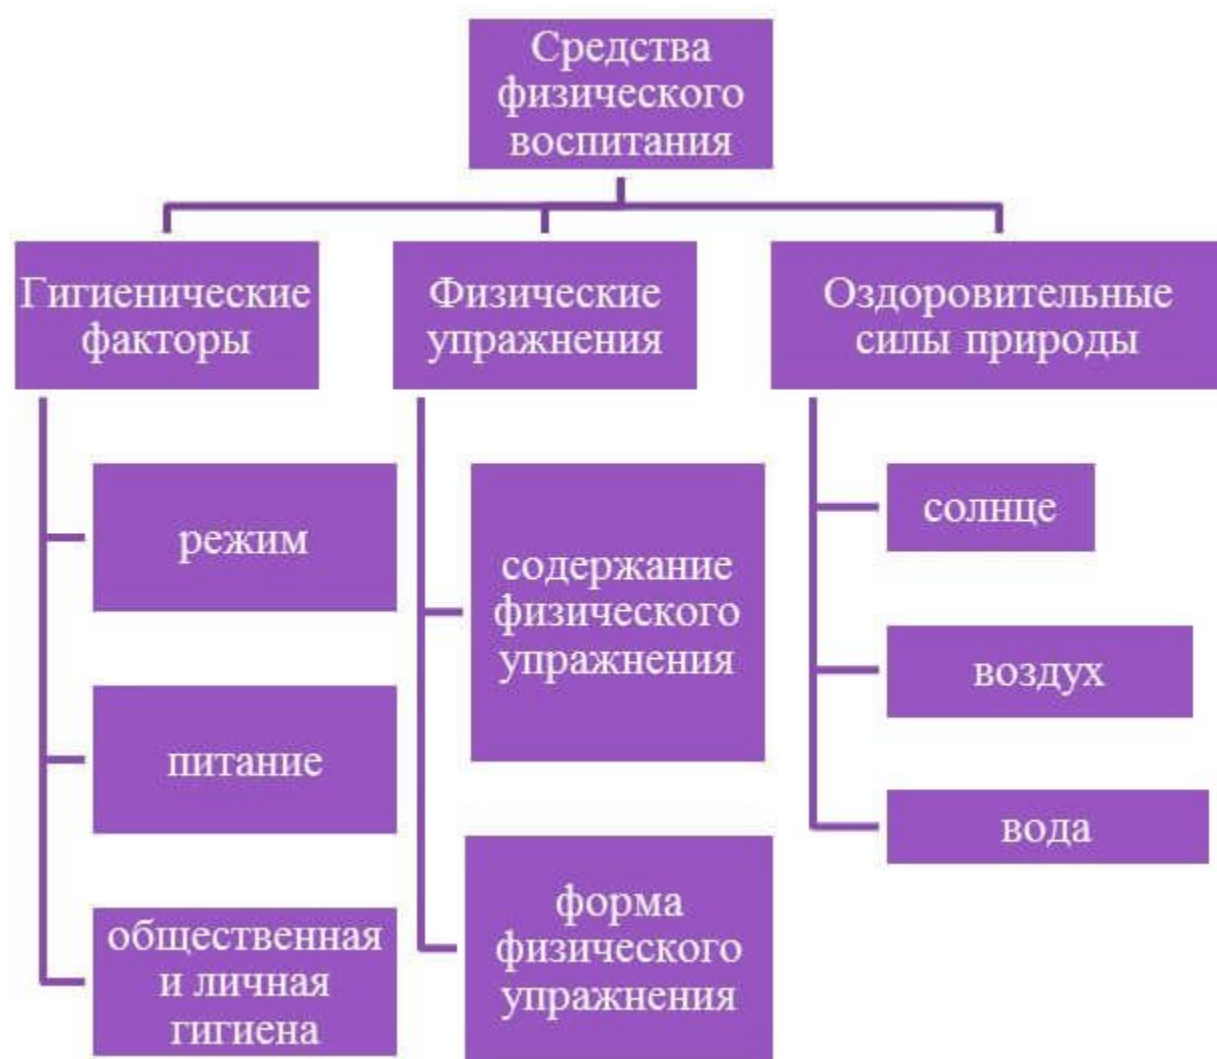 Средства
физического
воспитания
Гигиенические
факторы
режим
питание
общественная
и личная
гигиена
Физические
упражнения
содержание
физического
упражнения
форма
физического
упражнения
Оздоровительные
силы природы
солнце
воздух
вода